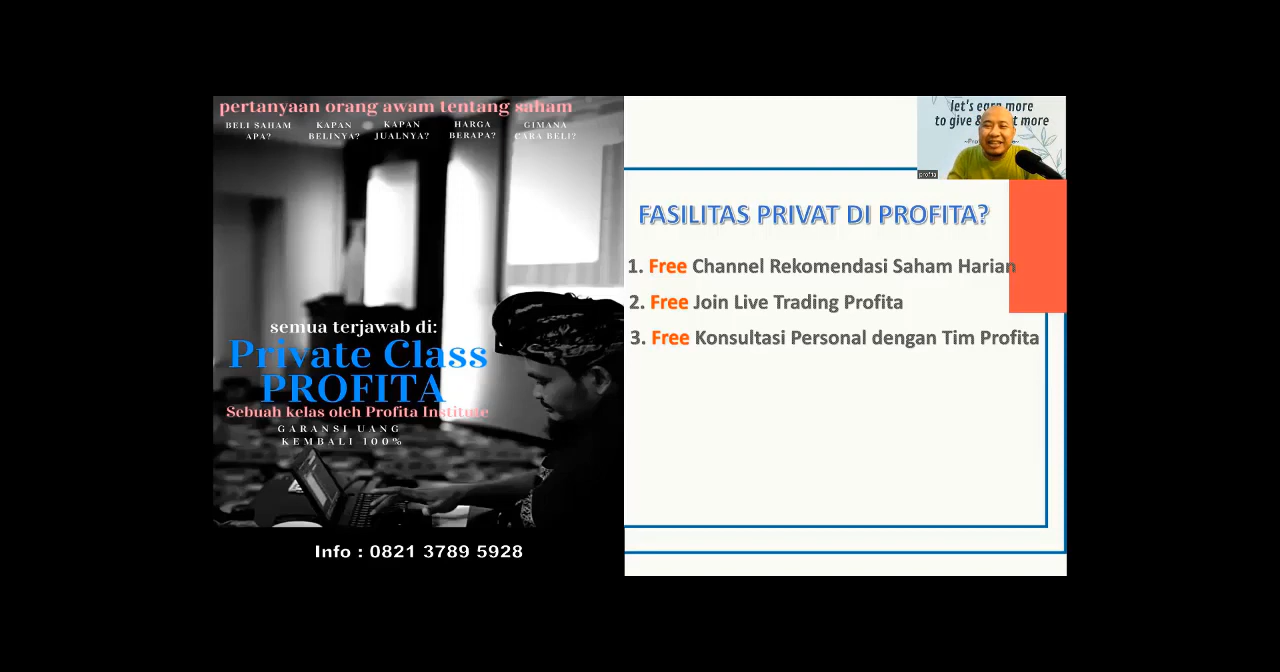 pertanyaan orang awam tentang saham
BELI SAHAM
APA?
KAPAN
BELINYA?
KAPAN
JUALNYA?
HARGA
BERAPA?
GIMANA
CARA BELI?
semua terjawab di:
Private Class
PROFITA
Sebuah kelas oleh Profita Institute
GARANSI UANG
KEMBALI 100%
Info : 0821 3789 5928
let's earn more
to give & more
profita
FASILITAS PRIVAT DI PROFITA?
1. Free Channel Rekomendasi Saham Harian
2. Free Join Live Trading Profita
3. Free Konsultasi Personal dengan Tim Profita